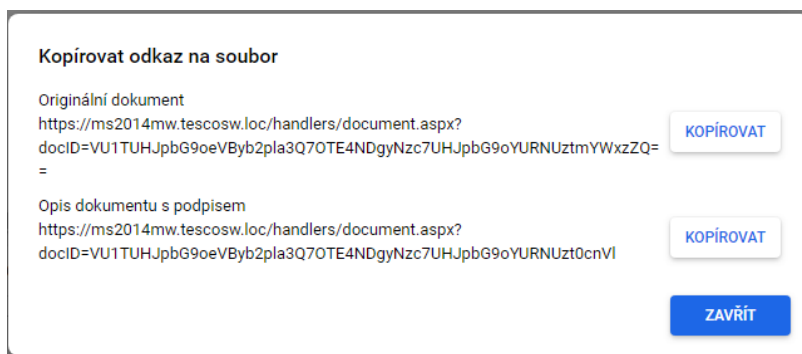 Kopírovat odkaz na soubor
Originální dokument
https://ms2014mw.tescosw.loc/handlers/document.aspx?
docID=VU1TUHJpbG9oeVByb2pla3Q7OTE4NDgyNzc7UHJpbG9oYURNUztmYWxzZQ=
=
KOPÍROVAT
Opis dokumentu s podpisem
https://ms2014mw.tescosw.loc/handlers/document.aspx?
docID=VU1TUHJpbG9oeVByb2pla3Q7OTE4NDgyNzc7UHJpbG9oYURNUzt0cnVl
KOPÍROVAT
ZAVŘÍT